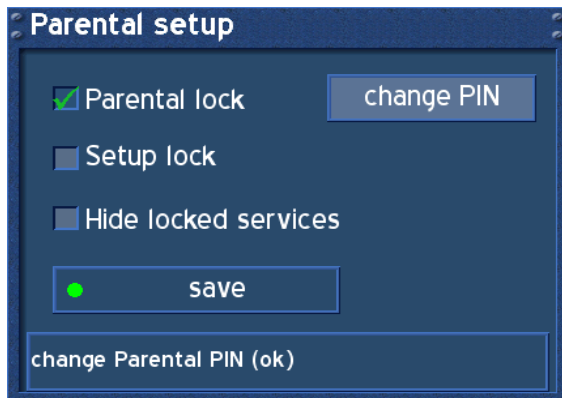 Parental setup
Parental lock
change PIN
Setup lock
Hide locked services
save
change Parental PIN (ok)